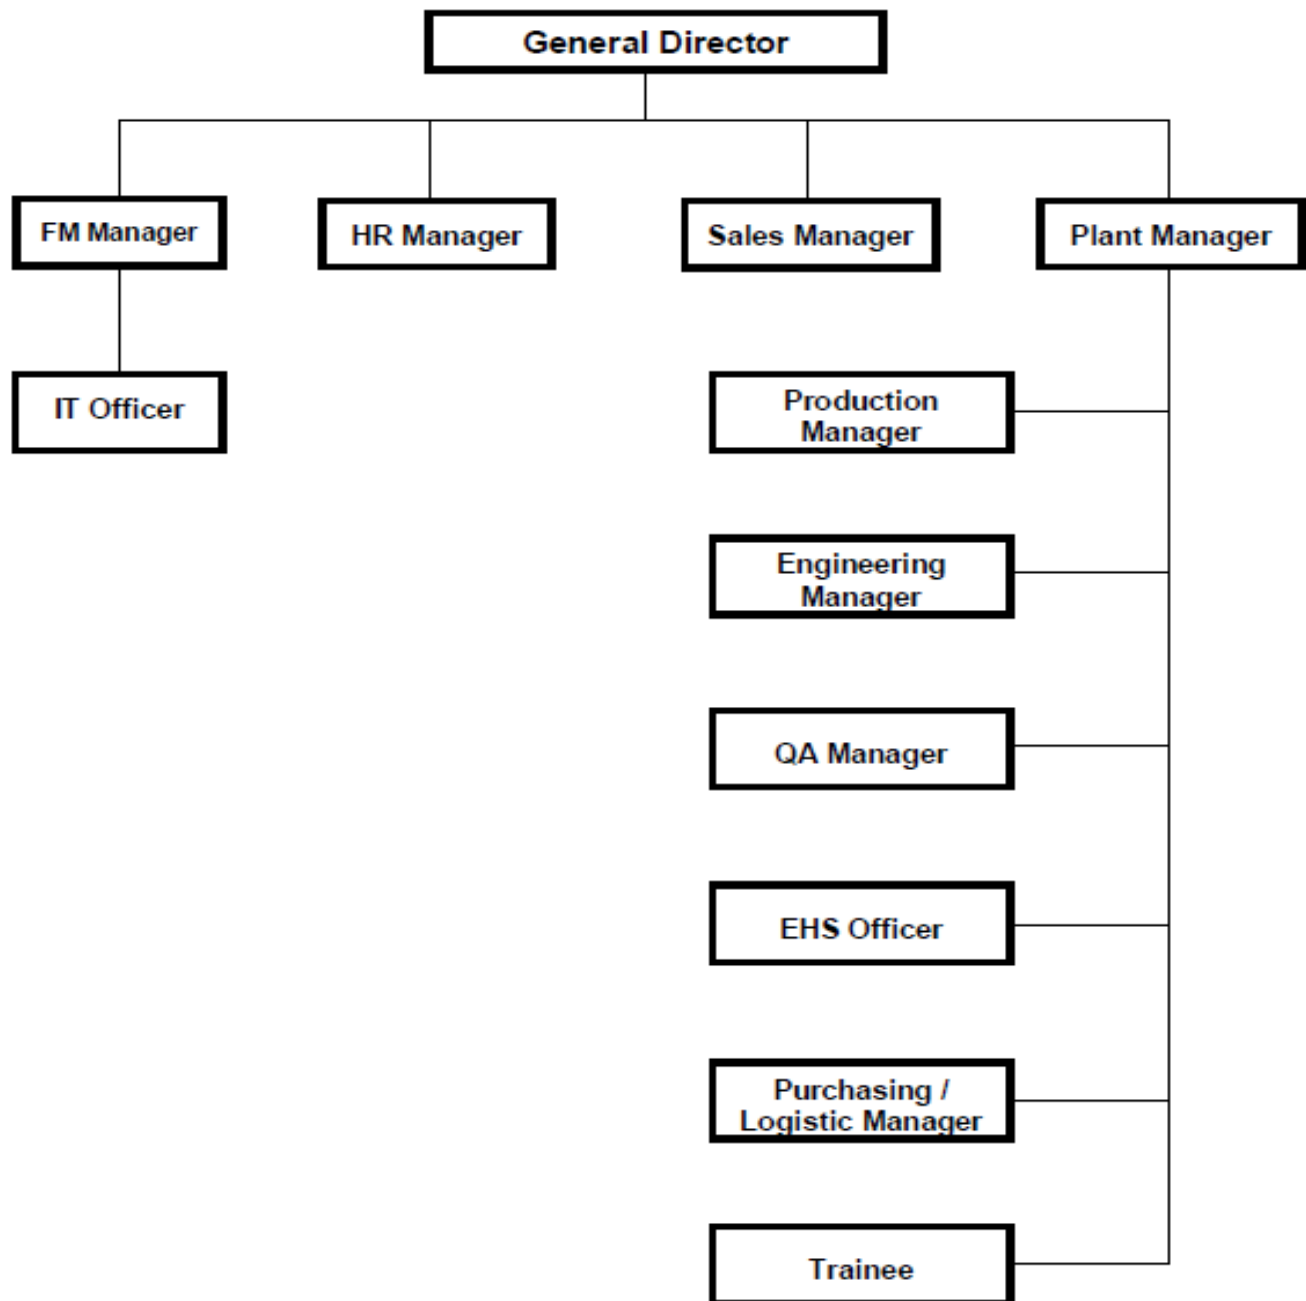 General Director
FM Manager
HR Manager
Sales Manager
Plant Manager
IT Officer
Production
Manager
Engineering
Manager
QA Manager
EHS Officer
Purchasing /
Logistic Manager
Trainee